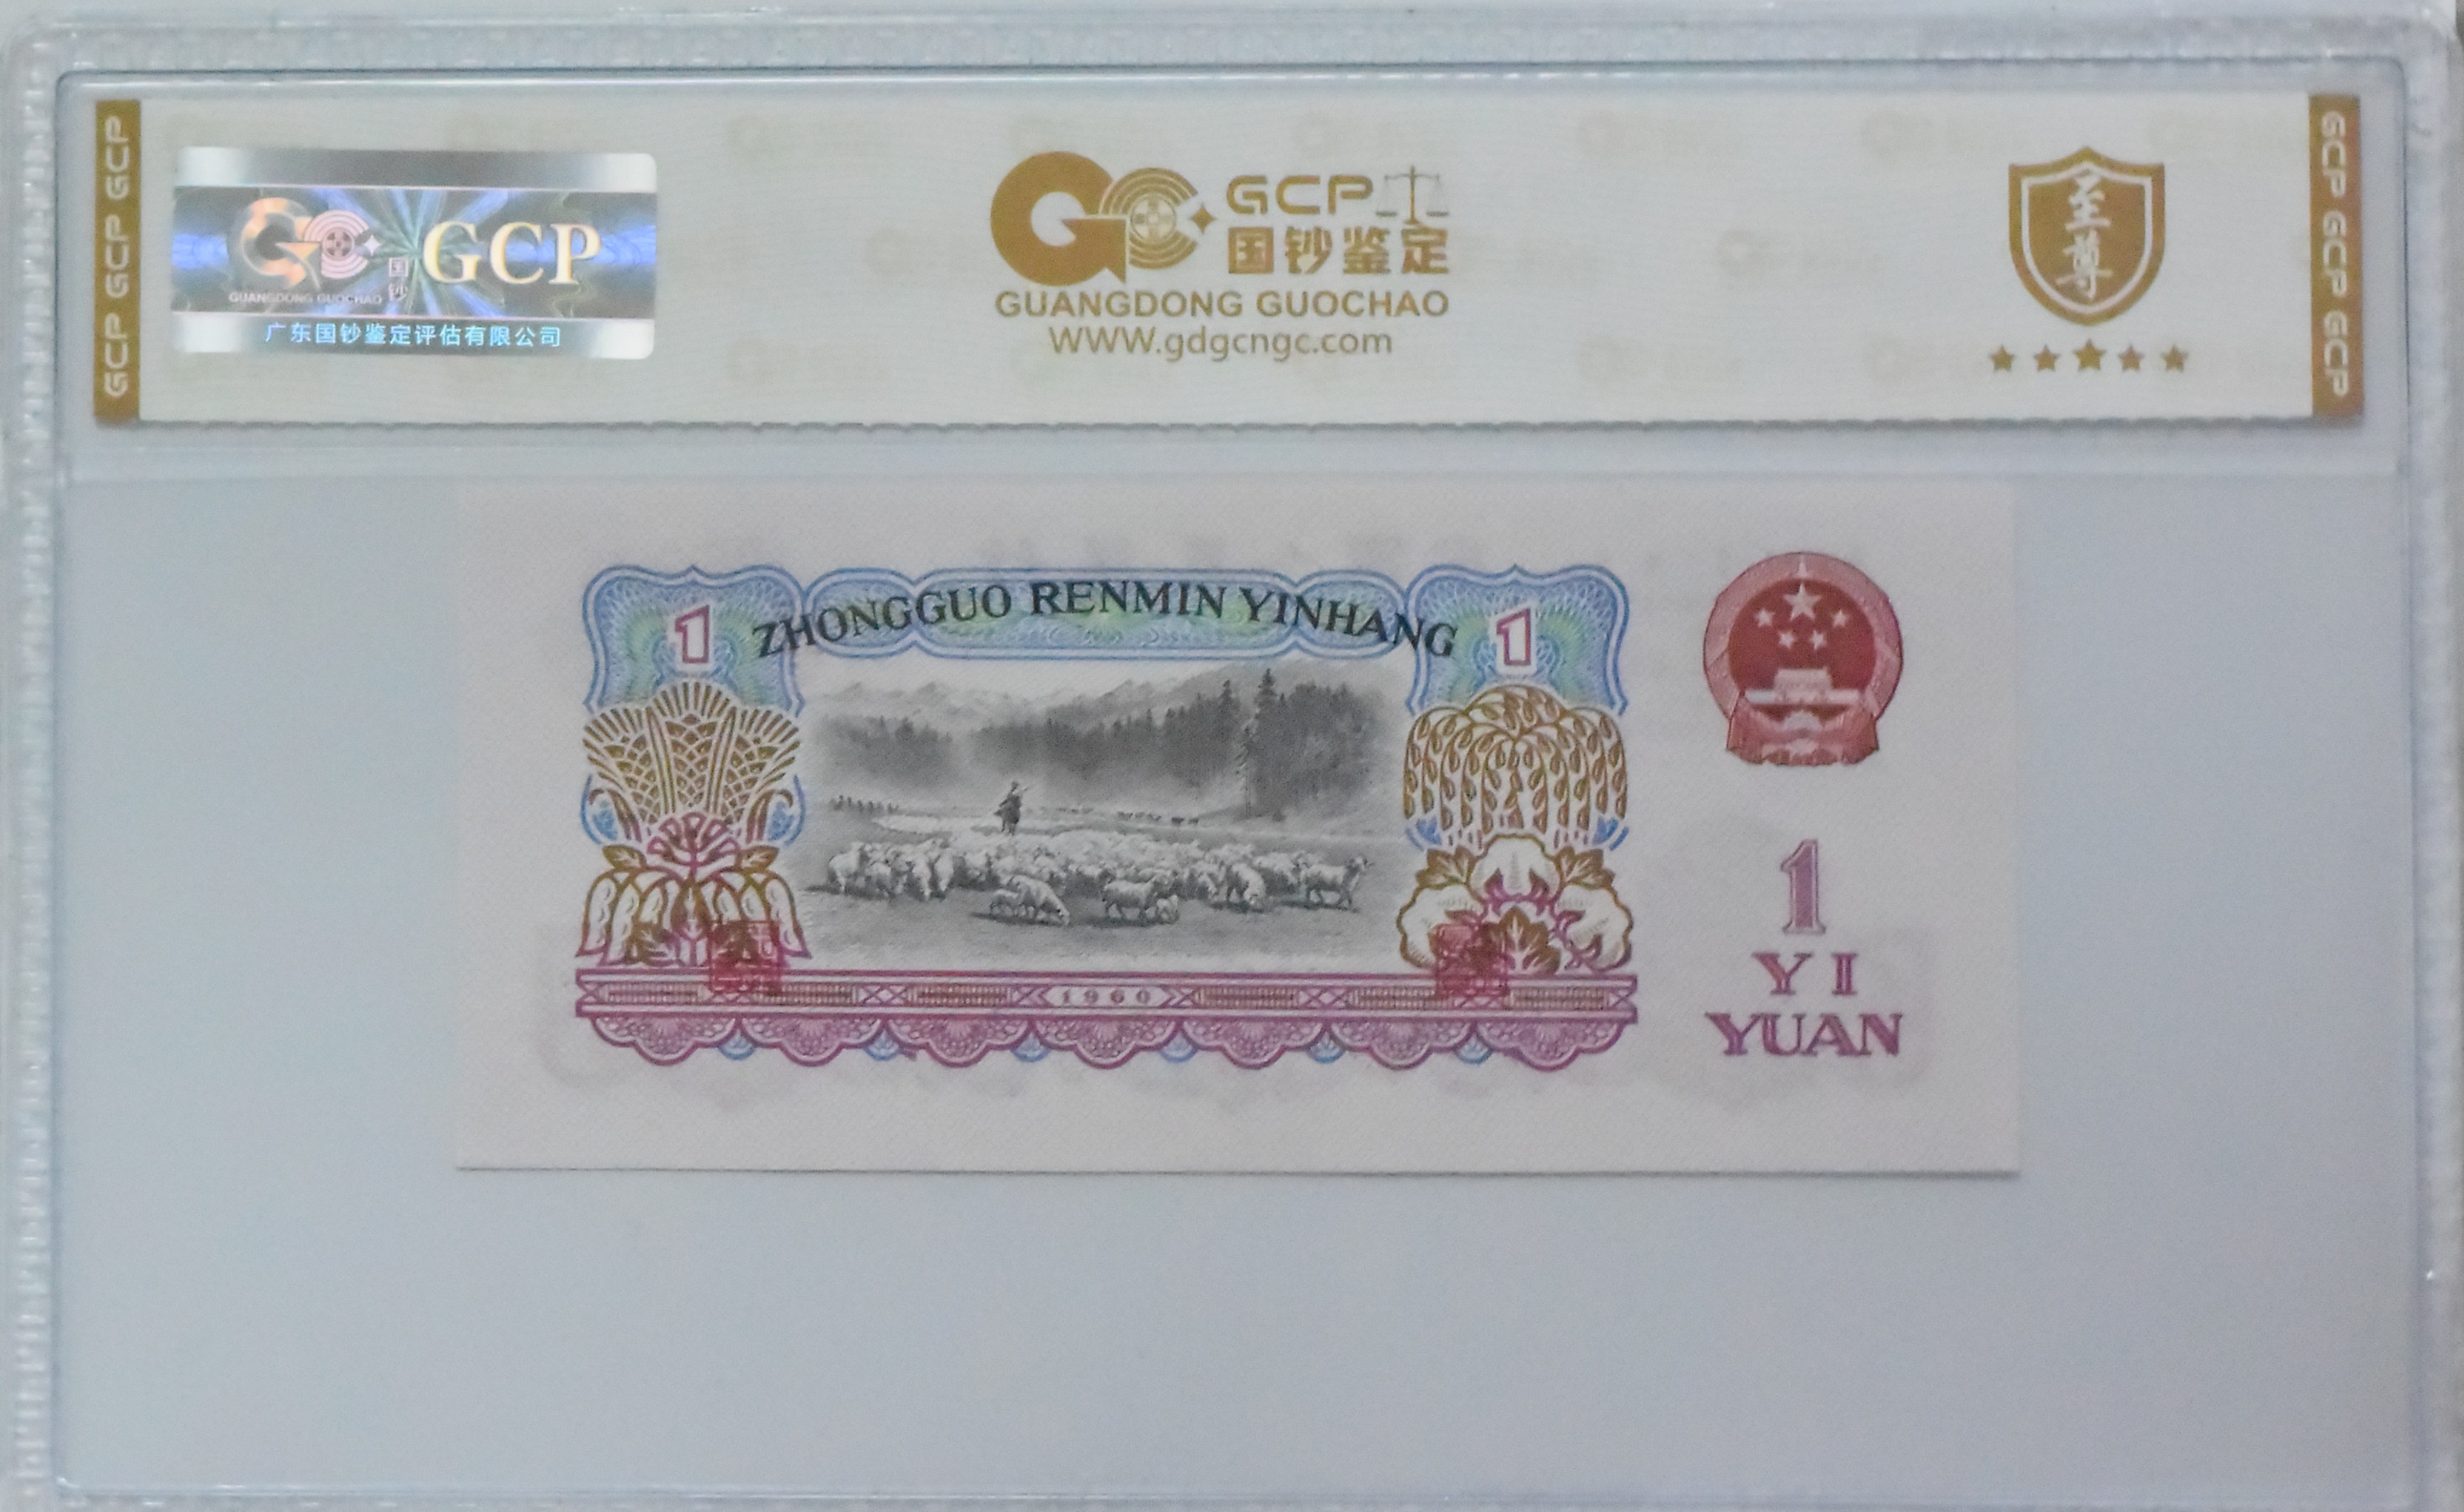 GCP GCP GCP
GCP
国钞
GUANGDONG GUOCHAO
广东国钞鉴定评估有限公司
GCP
国钞鉴定
GUANGDONG GUOCHAO
WWW.gdgcngc.com
至尊
GCP GCP GCP
ZHONGGUO RENMIN YINHANG
1
1
1960
1
YI
YUAN